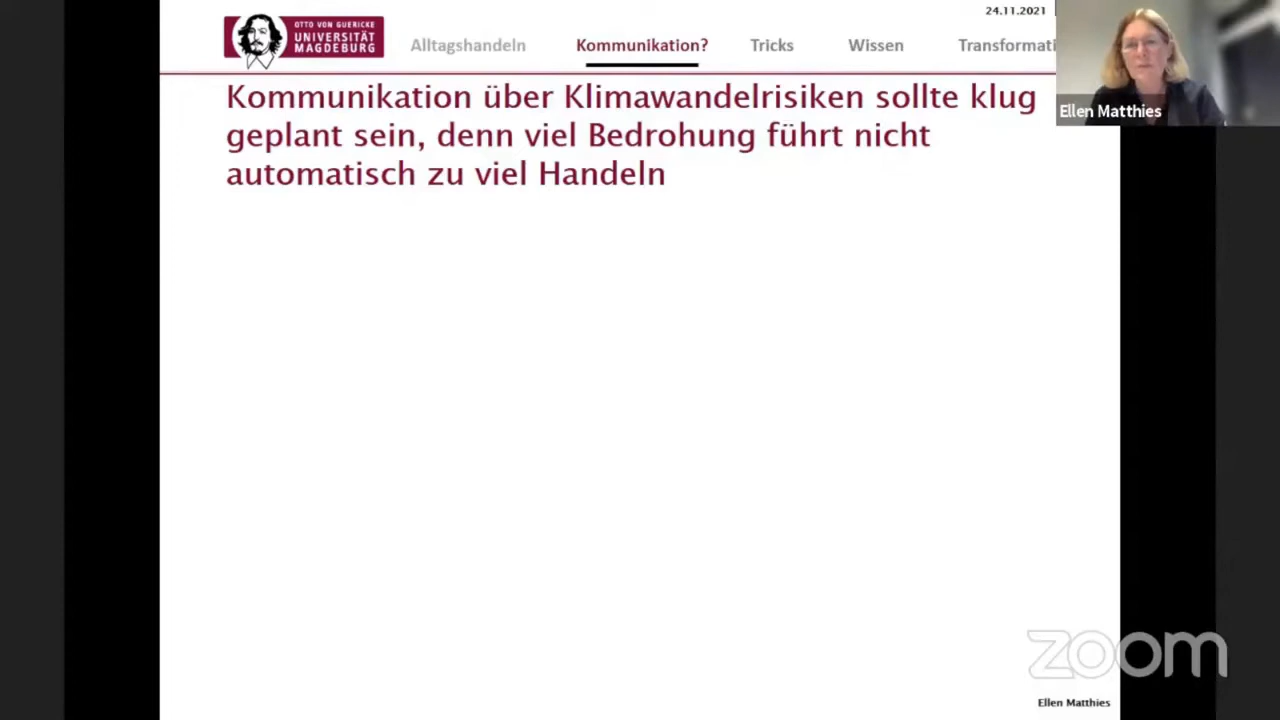 24.11.2021
OTTO VON GUERICKE
UNIVERSITÄT
MAGDEBURG
Alltagshandeln Kommunikation? Tricks Wissen Transformati
Ellen Matthies
Kommunikation über Klimawandelrisiken sollte klug
geplant sein, denn viel Bedrohung führt nicht
automatisch zu viel Handeln
zoom
Ellen Matthies